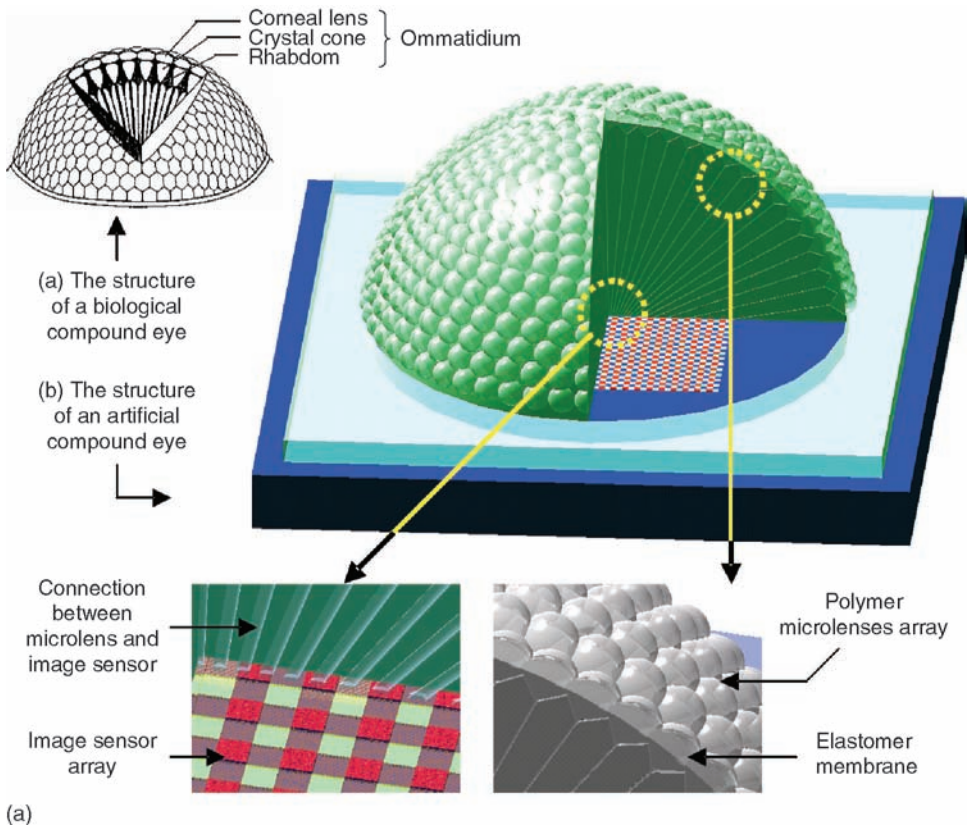 Corneal lens
Crystal cone
Rhabdom
Ommatidium
(a) The structure
of a biological
compound eye
(b) The structure
of an artificial
compound eye
Connection
between
microlens and
image sensor
Image sensor
array
Polymer
microlenses array
Elastomer
membrane
(a)